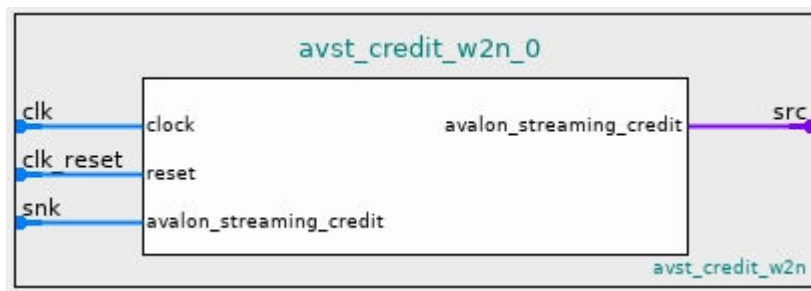 avst_credit_w2n_0
clk
clock
avalon_streaming_credit
src
clk_reset
reset
snk
avalon_streaming_credit
avst_credit_w2n